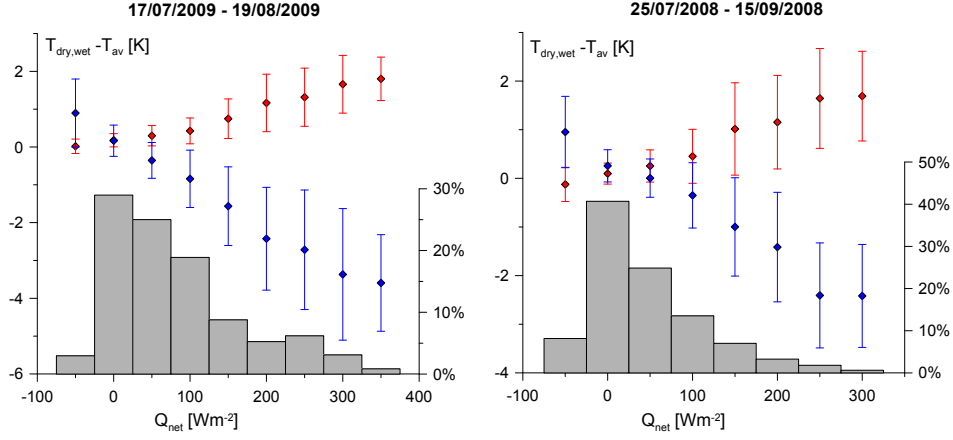 17/07/2009 - 19/08/2009
T_dry,wet - T_av [K]
2
0
-2
-4
-6
30%
20%
10%
0%
-100 0 100 200 300 400
Q_net [Wm^-2]
25/07/2008 - 15/09/2008
T_dry,wet - T_av [K]
2
0
-2
-4
50%
40%
30%
20%
10%
0%
-100 0 100 200 300
Q_net [Wm^-2]